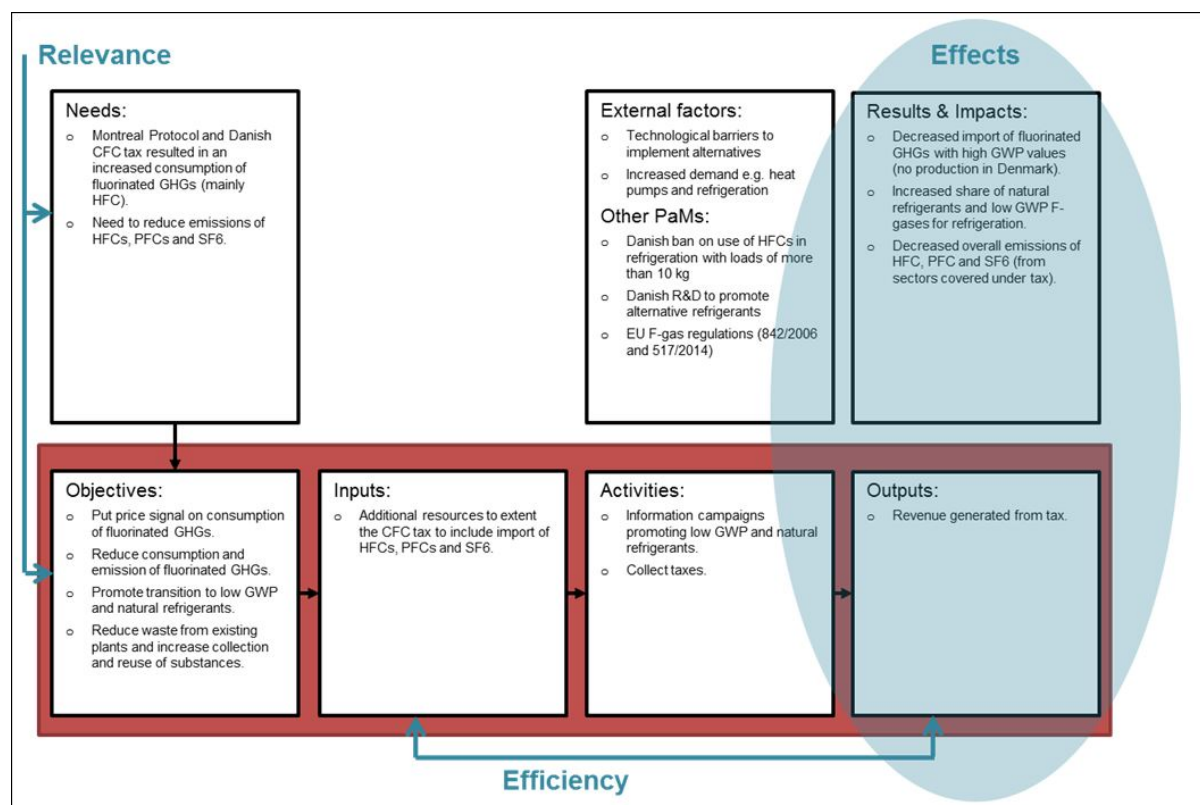 Relevance
Effects
Needs:
o Montreal Protocol and Danish
CFC tax resulted in an
increased consumption of
fluorinated GHGs (mainly
HFC).
o Need to reduce emissions of
HFCs, PFCs and SF6.
External factors:
o Technological barriers to
implement alternatives
o Increased demand e.g. heat
pumps and refrigeration
Other PaMs:
o Danish ban on use of HFCs in
refrigeration with loads of more
than 10 kg
o Danish R&D to promote
alternative refrigerants
o EU F-gas regulations (842/2006
and 517/2014)
Results & Impacts:
o Decreased import of fluorinated
GHGs with high GWP values
(no production in Denmark).
o Increased share of natural
refrigerants and low GWP F-
gases for refrigeration.
o Decreased overall emissions of
HFC, PFC and SF6 (from
sectors covered under tax).
Objectives:
o Put price signal on consumption
of fluorinated GHGs.
o Reduce consumption and
emission of fluorinated GHGs.
o Promote transition to low GWP
and natural refrigerants.
o Reduce waste from existing
plants and increase collection
and reuse of substances.
Inputs:
o Additional resources to extent
the CFC tax to include import of
HFCs, PFCs and SF6.
Activities:
o Information campaigns
promoting low GWP and natural
refrigerants.
o Collect taxes.
Outputs:
o Revenue generated from tax.
Efficiency